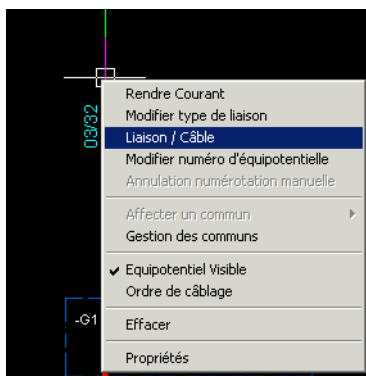 03/32
Rendre Courant
Modifier type de liaison
Liaison / Câble
Modifier numéro d'équipotentielle
Annulation numérotation manuelle
Affecter un commun
Gestion des communs
Equipotentiel Visible
Ordre de câblage
-G1
Effacer
Propriétés